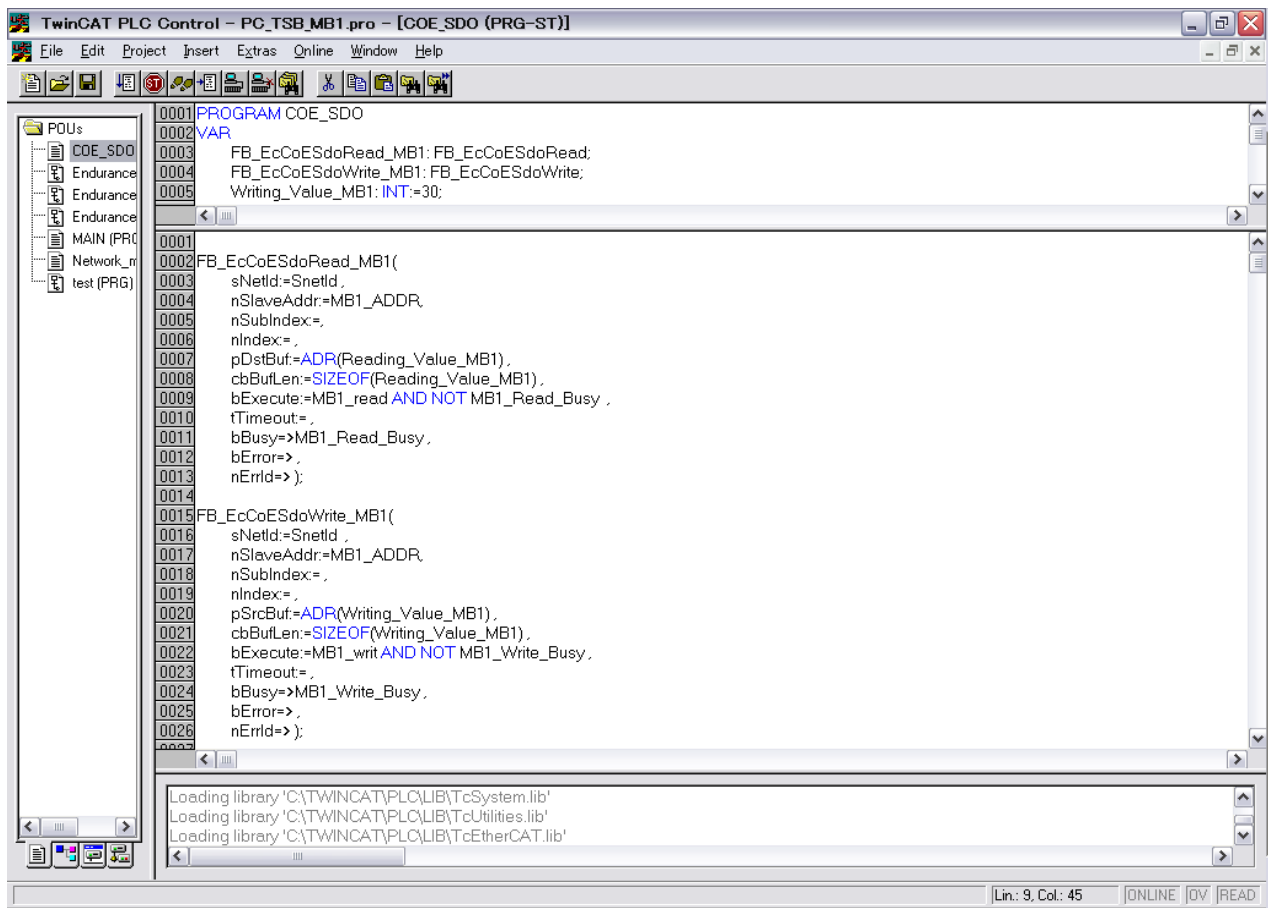 TwinCAT PLC Control - PC_TSB_MB1.pro - [COE_SDO (PRG-ST)]
File Edit Project Insert Extras Online Window Help
POUs
COE_SDO
Endurance
Endurance
Endurance
MAIN (PRG
Network_m
test (PRG)
0001 PROGRAM COE_SDO
0002 VAR
0003 FB_EcCoESdoRead_MB1: FB_EcCoESdoRead;
0004 FB_EcCoESdoWrite_MB1: FB_EcCoESdoWrite;
0005 Writing_Value_MB1: INT:=30;
0001
0002 FB_EcCoESdoRead_MB1(
0003 sNetId:=SnetId ,
0004 nSlaveAddr:=MB1_ADDR,
0005 nSubIndex:=,
0006 nIndex:= ,
0007 pDstBuf:=ADR(Reading_Value_MB1) ,
0008 cbBufLen:=SIZEOF(Reading_Value_MB1) ,
0009 bExecute:=MB1_read AND NOT MB1_Read_Busy ,
0010 tTimeout:= ,
0011 bBusy=>MB1_Read_Busy ,
0012 bError=> ,
0013 nErrId=> );
0014
0015 FB_EcCoESdoWrite_MB1(
0016 sNetId:=SnetId ,
0017 nSlaveAddr:=MB1_ADDR,
0018 nSubIndex:= ,
0019 nIndex:= ,
0020 pSrcBuf:=ADR(Writing_Value_MB1) ,
0021 cbBufLen:=SIZEOF(Writing_Value_MB1) ,
0022 bExecute:=MB1_writ AND NOT MB1_Write_Busy ,
0023 tTimeout:= ,
0024 bBusy=>MB1_Write_Busy ,
0025 bError=> ,
0026 nErrId=> );
0027
Loading library 'C:\TWINCAT\PLC\LIB\TcSystem.lib'
Loading library 'C:\TWINCAT\PLC\LIB\TcUtilities.lib'
Loading library 'C:\TWINCAT\PLC\LIB\TcEtherCAT.lib'
Lin.: 9, Col.: 45 ONLINE OV READ